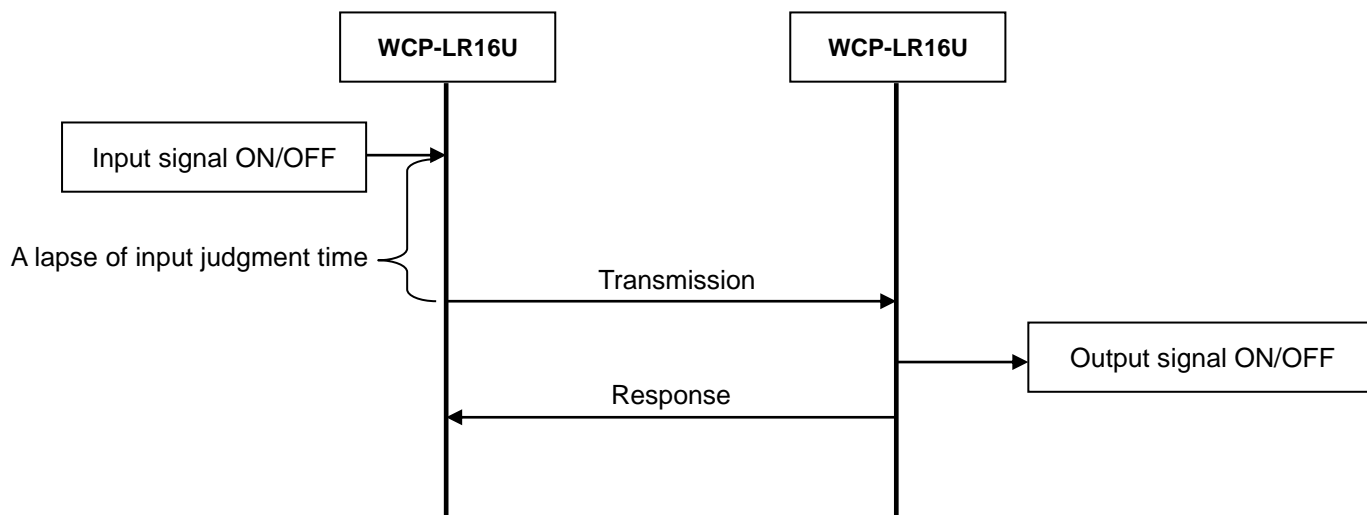 WCP-LR16U
WCP-LR16U
Input signal ON/OFF
A lapse of input judgment time
Transmission
Output signal ON/OFF
Response